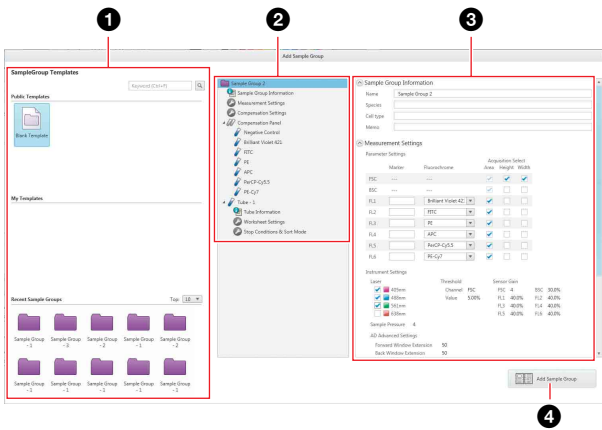 1
2
3
Add Sample Group
SampleGroup Templates
Keyword (Ctrl+F)
Public Templates
Blank Template
My Templates
Recent Sample Groups
Top 10
Sample Group - 1
Sample Group - 3
Sample Group - 2
Sample Group - 1
Sample Group - 2
Sample Group - 1
Sample Group - 1
Sample Group - 1
Sample Group - 1
Sample Group - 1
Sample Group 2
Sample Group Information
Measurement Settings
Compensation Settings
Compensation Panel
Negative Control
Brilliant Violet 421
FITC
PE
APC
PerCP-Cy5.5
PE-Cy7
Tube - 1
Tube Information
Worksheet Settings
Stop Conditions & Sort Mode
Sample Group Information
Name Sample Group 2
Species
Cell type
Memo
Measurement Settings
Parameter Settings
Acquisition Select
Marker Fluorochrome Area Height Width
FSC --- ---
BSC --- ---
FL1 Brilliant Violet 42
FL2 FITC
FL3 PE
FL4 APC
FL5 PerCP-Cy5.5
FL6 PE-Cy7
Instrument Settings
Laser Threshold Sensor Gain
405nm Channel FSC FSC 4 BSC 30.0%
488nm Value 5.00% FL1 40.0% FL2 40.0%
561nm FL3 40.0% FL4 40.0%
638nm FL5 40.0% FL6 40.0%
Sample Pressure 4
AD Advanced Settings
Forward Window Extension 50
Back Window Extension 50
Add Sample Group
4